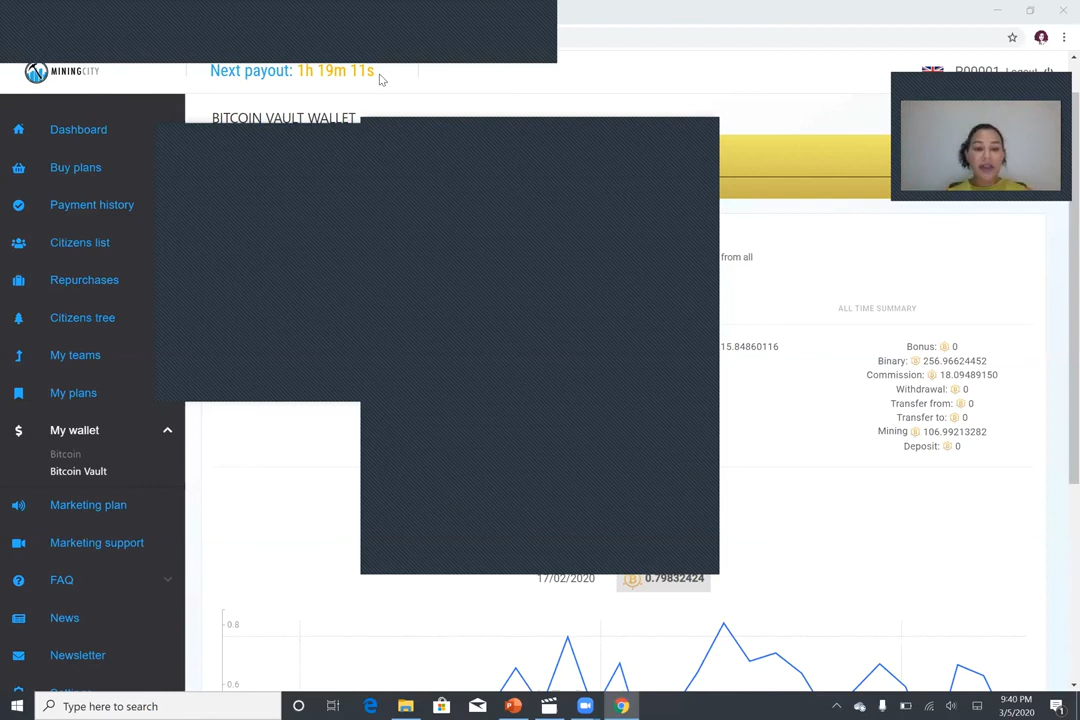 MININGCITY
Next payout: 1h 19m 11s
Logout
BITCOIN VAULT WALLET
Dashboard
Buy plans
Payment history
Citizens list
Repurchases
Citizens tree
My teams
My plans
My wallet
Bitcoin
Bitcoin Vault
Marketing plan
Marketing support
FAQ
News
Newsletter
from all
ALL TIME SUMMARY
15.84860116
Bonus: 0
Binary: 256.96624452
Commission: 18.09489150
Withdrawal: 0
Transfer from: 0
Transfer to: 0
Mining 106.99213282
Deposit: 0
17/02/2020 0.79832424
0.8
0.6
Type here to search
9:40 PM
3/5/2020
1